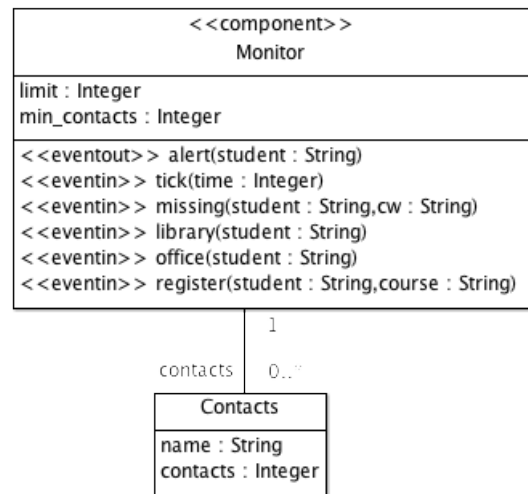 <<component>>
Monitor
limit : Integer
min_contacts : Integer
<<eventout>> alert(student : String)
<<eventin>> tick(time : Integer)
<<eventin>> missing(student : String,cw : String)
<<eventin>> library(student : String)
<<eventin>> office(student : String)
<<eventin>> register(student : String,course : String)
1
contacts 0..*
Contacts
name : String
contacts : Integer